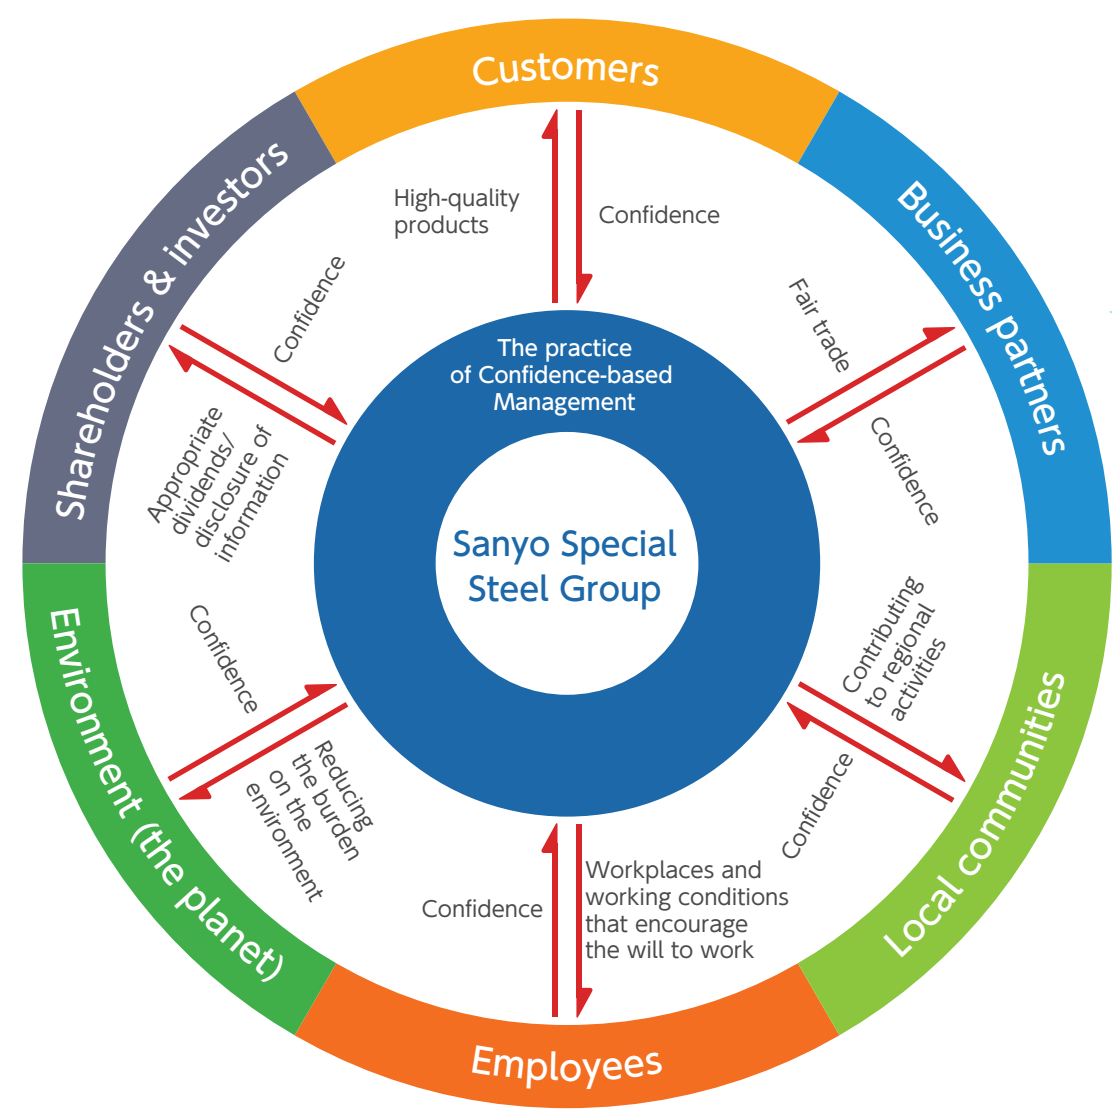 Customers
High-quality
products
Confidence
Business partners
Fair trade
Confidence
Shareholders & investors
Confidence
Appropriate
dividends/
disclosure of
information
The practice
of Confidence-based
Management
Sanyo Special
Steel Group
Environment (the planet)
Confidence
Reducing
the burden
on the
environment
Local communities
Contributing
to regional
activities
Confidence
Confidence
Workplaces and
working conditions
that encourage
the will to work
Employees